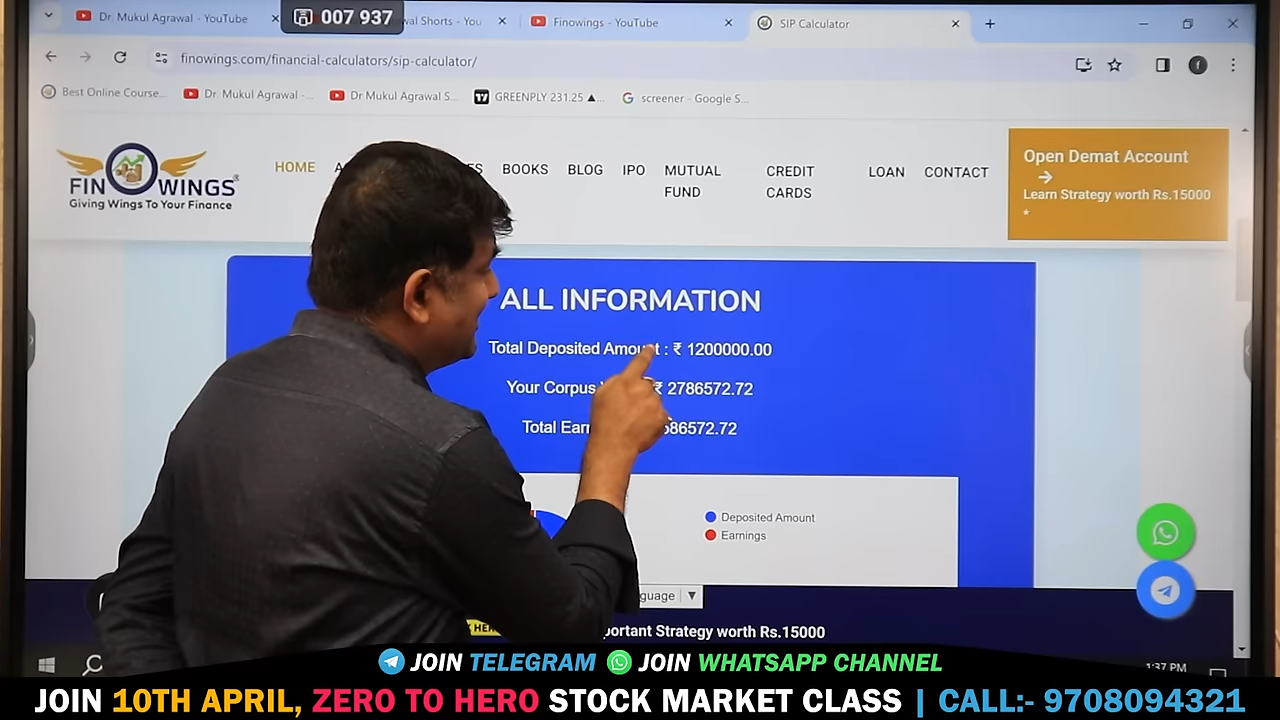 Dr. Mukul Agrawal - YouTube
007 937
wal Shorts - You
Finowings - YouTube
SIP Calculator
finowings.com/financial-calculators/sip-calculator/
Best Online Course...
Dr. Mukul Agrawal -...
Dr Mukul Agrawal S...
GREENPLY 231.25 ▲...
screener - Google S...
FINOWINGS®
Giving Wings To Your Finance
HOME
BOOKS
BLOG
IPO
MUTUAL
FUND
CREDIT
CARDS
LOAN
CONTACT
Open Demat Account
→
Learn Strategy worth Rs.15000
*
ALL INFORMATION
Total Deposited Amount : ₹ 1200000.00
Your Corpus ₹ 2786572.72
Total 86572.72
Deposited Amount
Earnings
guage ▼
portant Strategy worth Rs.15000
1:37 PM
JOIN TELEGRAM JOIN WHATSAPP CHANNEL
JOIN 10TH APRIL, ZERO TO HERO STOCK MARKET CLASS | CALL:- 9708094321